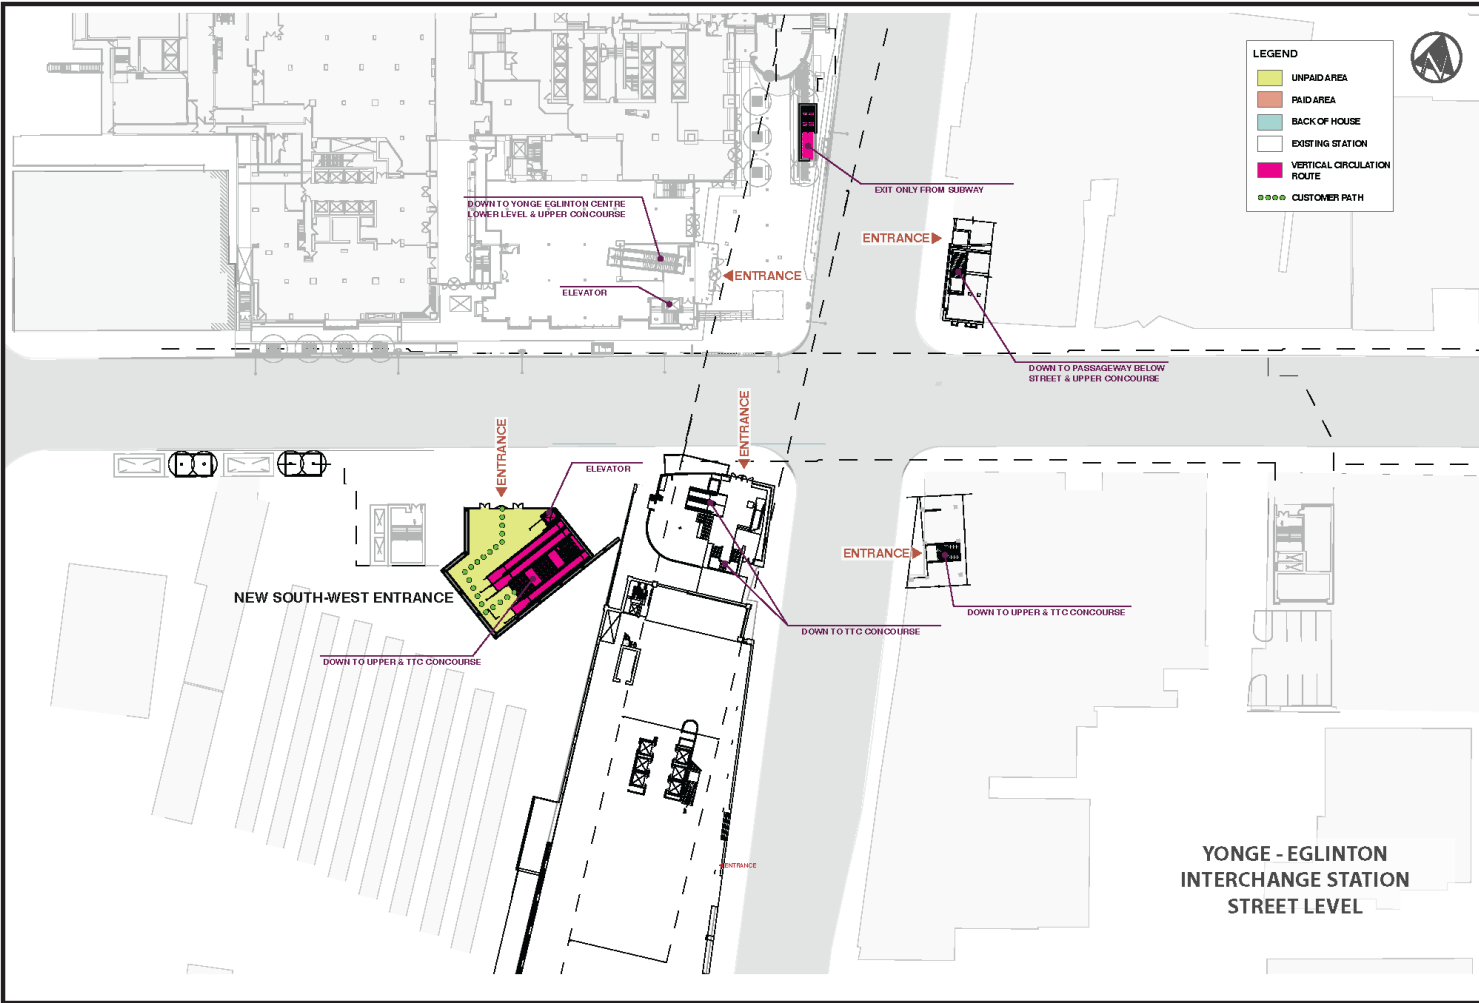 LEGEND
UNPAID AREA
PAID AREA
BACK OF HOUSE
EXISTING STATION
VERTICAL CIRCULATION
ROUTE
CUSTOMER PATH
EXIT ONLY FROM SUBWAY
DOWN TO YONGE EGLINTON CENTRE
LOWER LEVEL & UPPER CONCOURSE
ENTRANCE
ENTRANCE
ELEVATOR
DOWN TO PASSAGEWAY BELOW
STREET & UPPER CONCOURSE
ENTRANCE
ENTRANCE
ELEVATOR
ENTRANCE
NEW SOUTH-WEST ENTRANCE
DOWN TO UPPER & TTC CONCOURSE
DOWN TO TTC CONCOURSE
DOWN TO UPPER & TTC CONCOURSE
ENTRANCE
YONGE - EGLINTON
INTERCHANGE STATION
STREET LEVEL